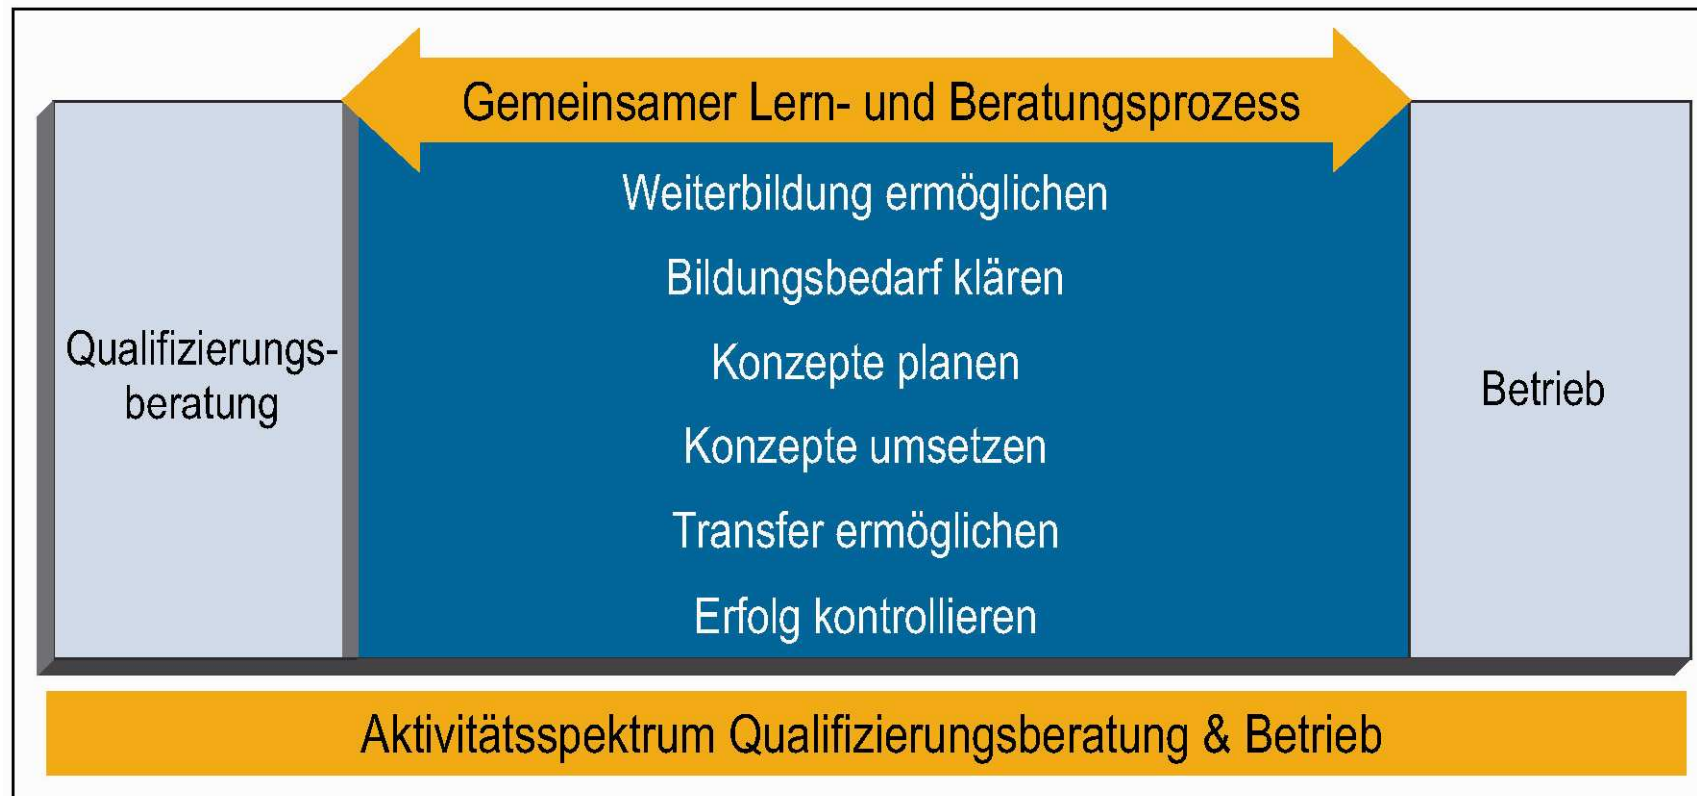 Gemeinsamer Lern- und Beratungsprozess
Qualifizierungs-
beratung
Weiterbildung ermöglichen
Bildungsbedarf klären
Konzepte planen
Konzepte umsetzen
Transfer ermöglichen
Erfolg kontrollieren
Betrieb
Aktivitätsspektrum Qualifizierungsberatung & Betrieb